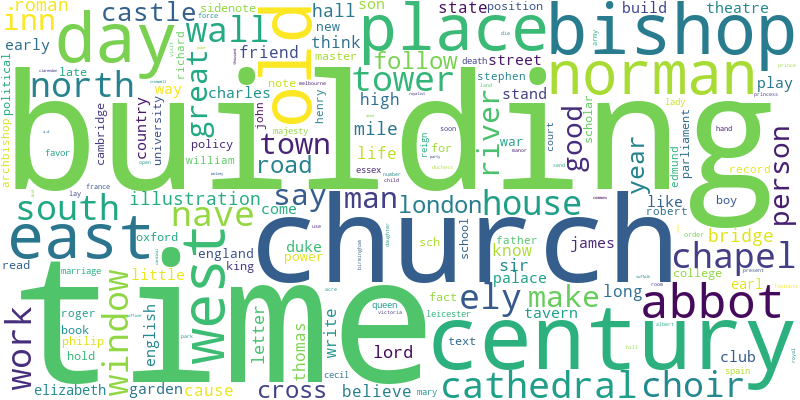 roman
castle
sidenote
hall
son
state
position
theatre
inn
day
wall
build
bishop
early
old
place
new
force
think
friend
master
street
play
political
late
north
great
richard
note
follow
death
stephen
norman
way
charles
henry
tower
high
stand
building
country
university
cambridge
john
majesty
mile
river
war
court
good
scholar
lady
parliament
princess
prince
archbishop
policy
town
life
reign
soon
for
edmund
hand
record
person
favor
william
road
essex
party
year
open
france
lay
number
child
manor
south
illustration
say
man
london
house
like
boy
nave
come
robert
bridge
order
east
oxford
west
church
school
father
james
chapel
england
duke
sch
know
king
power
sir
palace
college
read
marriage
little
birmingham
daughter
use
present
time
ely
make
long
earl
abbot
window
queen
fact
victoria
leicester
tavern
century
roger
book
english
letter
thomas
write
text
albert
club
work
philip
hold
lord
spain
elizabeth
garden
cause
cross
cecil
believe
mary
cathedral
choir
royal
park
acre
room
land
melbourne